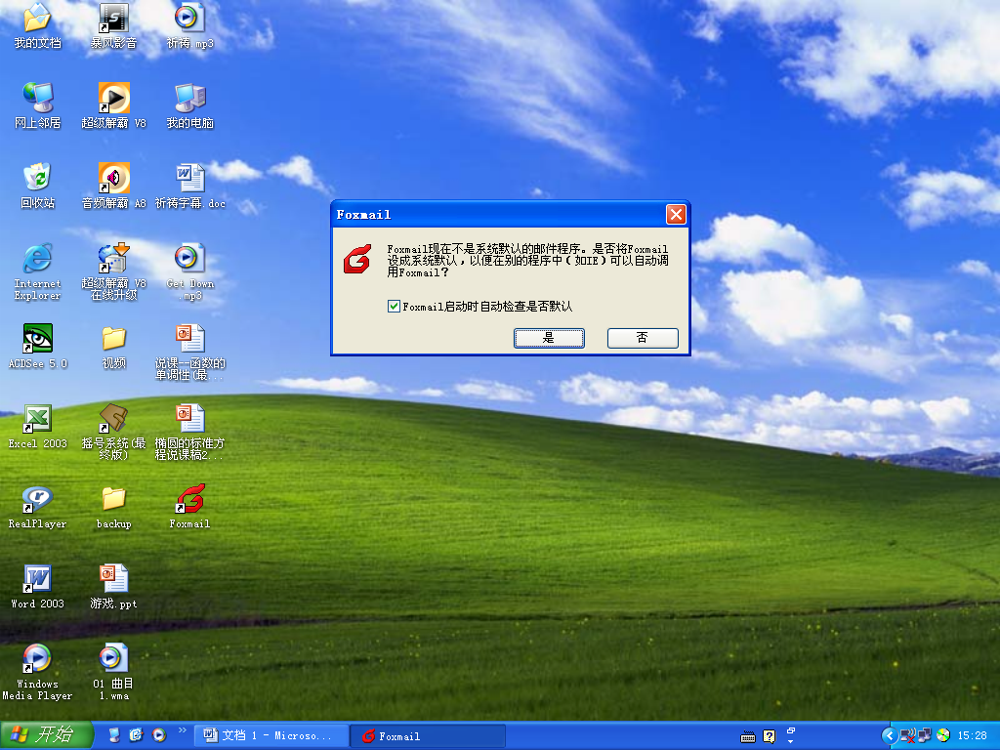 我的文档
暴风影音
祈祷.mp3
网上邻居
超级解霸 V8
我的电脑
回收站
音频解霸 A8
祈祷字幕.doc
Internet
Explorer
超级解霸 V8
在线升级
Get Down
.mp3
ACDSee 5.0
视频
说课--函数的
单调性(最...
Excel 2003
摇号系统(最
终版)
椭圆的标准方
程说课稿2...
RealPlayer
backup
Foxmail
Word 2003
游戏.ppt
Windows
Media Player
01 曲目
1.wma
Foxmail
Foxmail现在不是系统默认的邮件程序。是否将Foxmail
设成系统默认，以便在别的程序中(如IE)可以自动调
用Foxmail？
Foxmail启动时自动检查是否默认
是
否
开始
文档 1 - Microso...
Foxmail
15:28